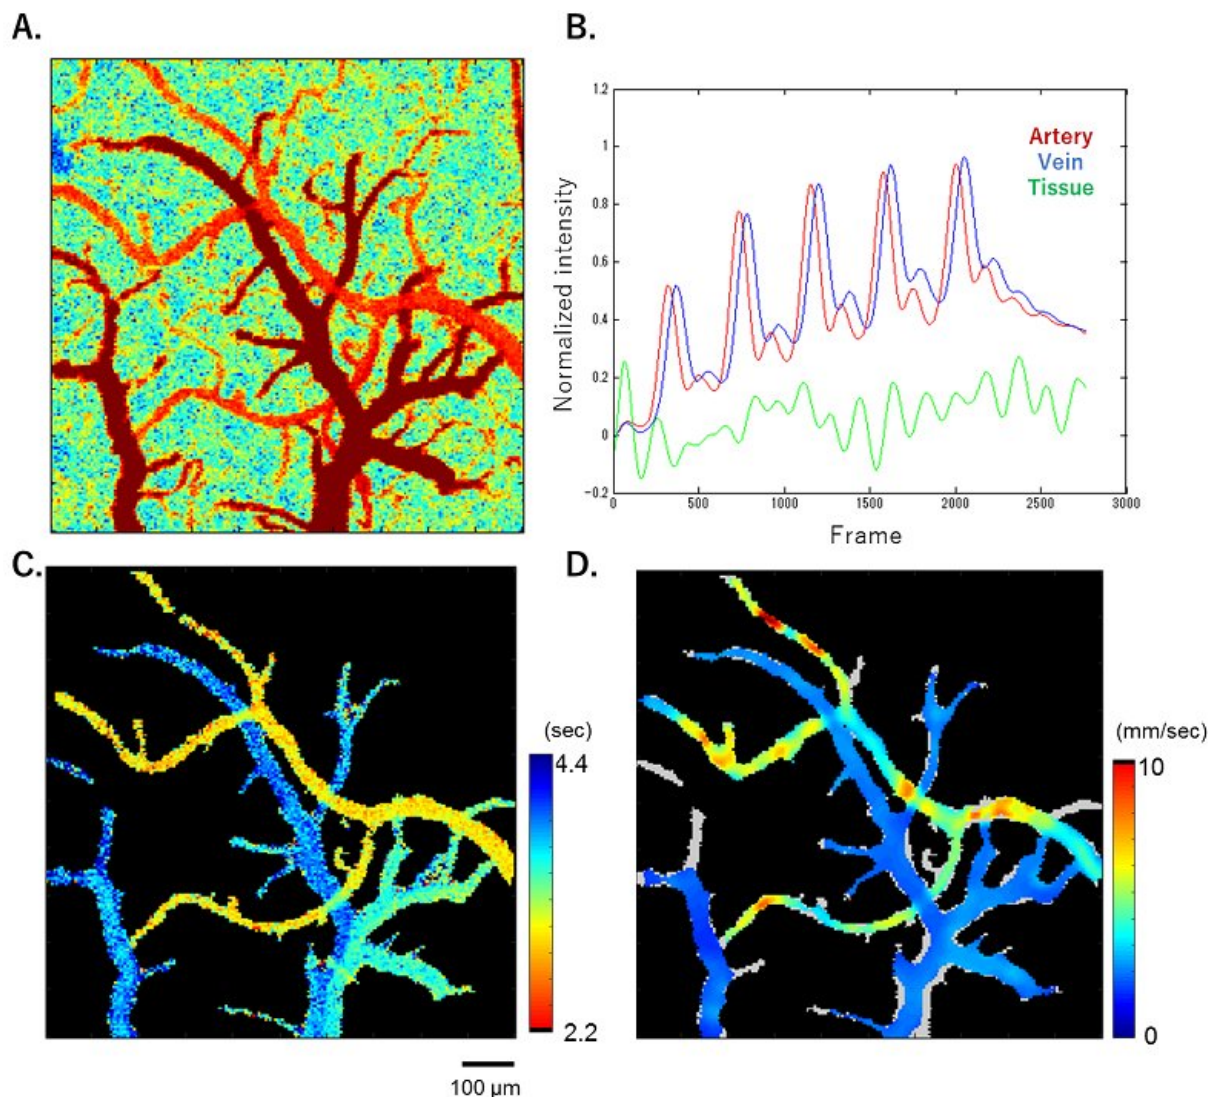 A.
B.
1.2
1
0.8
0.6
0.4
0.2
0
−0.2
Normalized intensity
Artery
Vein
Tissue
0 500 1000 1500 2000 2500 3000
Frame
C.
(sec)
4.4
2.2
100 µm
D.
(mm/sec)
10
0